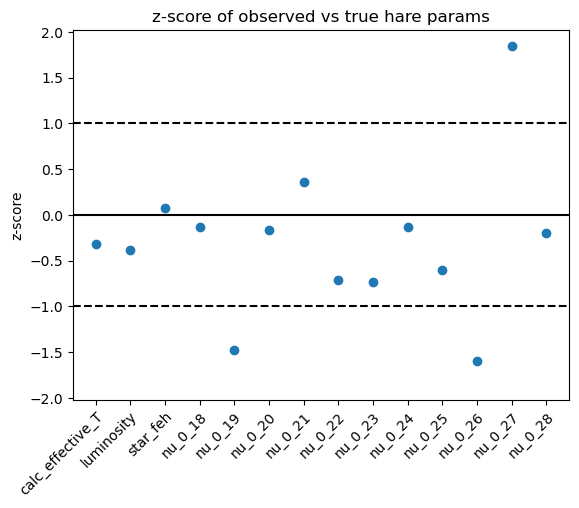 z-score of observed vs true hare params
z-score
2.0
1.5
1.0
0.5
0.0
−0.5
−1.0
−1.5
−2.0
calc_effective_T
luminosity
star_feh
nu_0_18
nu_0_19
nu_0_20
nu_0_21
nu_0_22
nu_0_23
nu_0_24
nu_0_25
nu_0_26
nu_0_27
nu_0_28